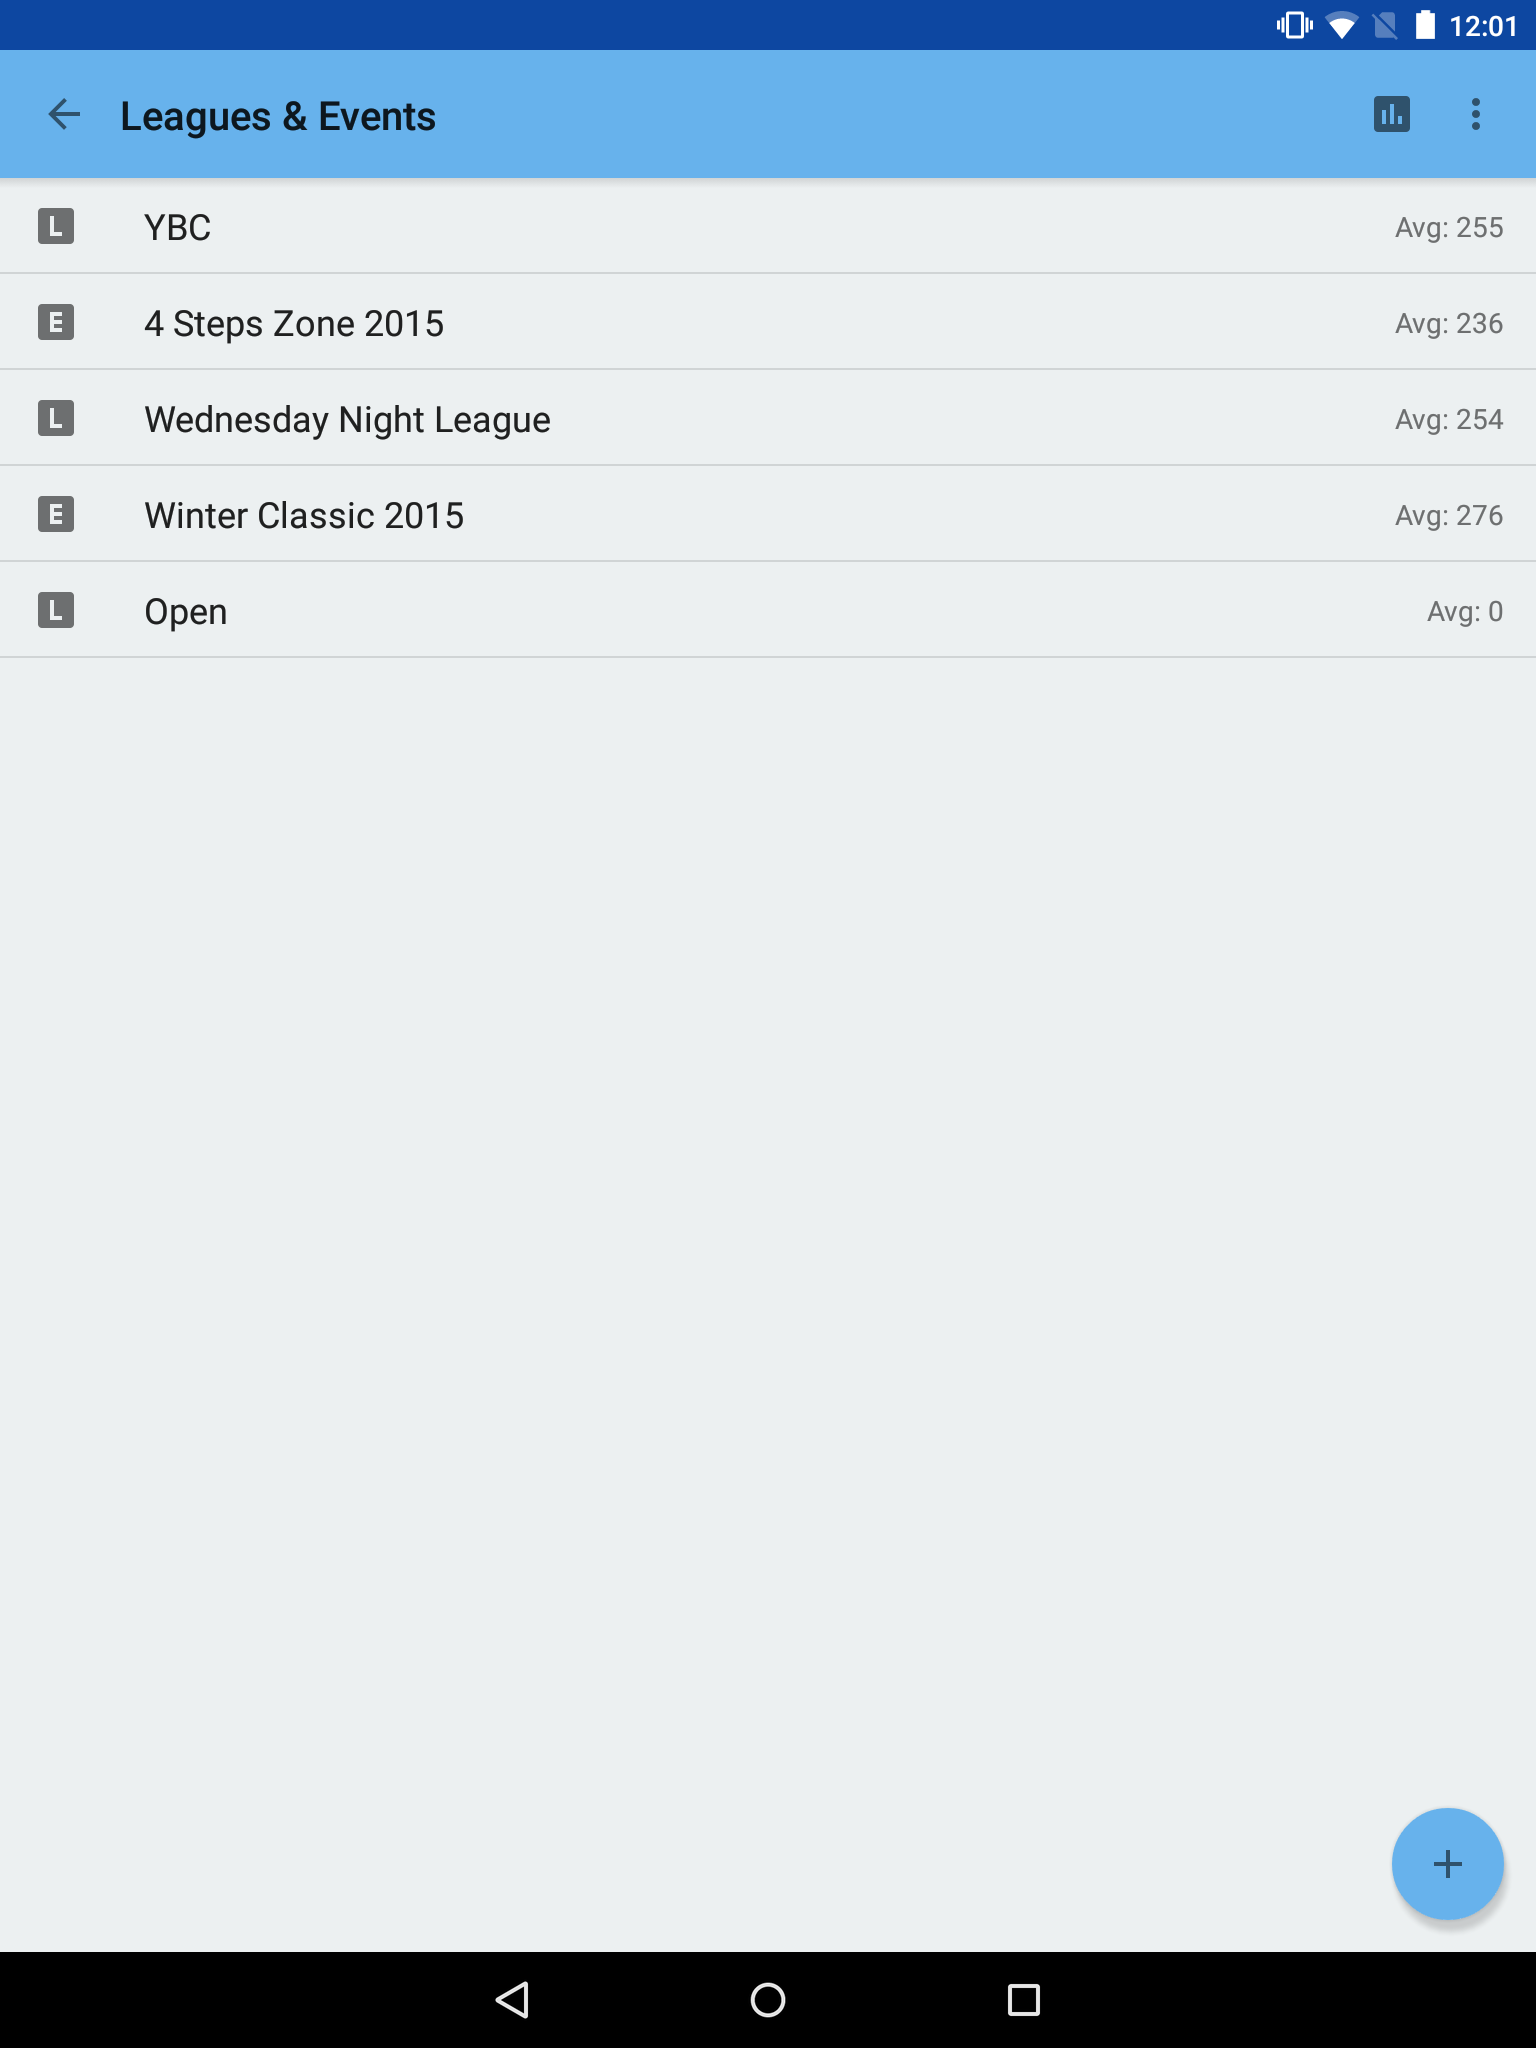 12:01
Leagues & Events
L YBC Avg: 255
E 4 Steps Zone 2015 Avg: 236
L Wednesday Night League Avg: 254
E Winter Classic 2015 Avg: 276
L Open Avg: 0